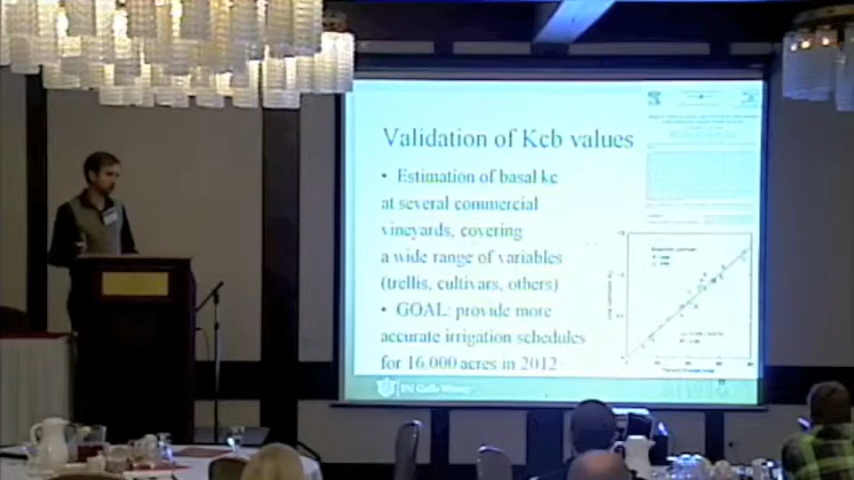 Validation of Kcb values
• Estimation of basal kc
at several commercial
vineyards, covering
a wide range of variables
(trellis, cultivars, others)
• GOAL: provide more
accurate irrigation schedules
for 16,000 acres in 2012
E&J Gallo Winery